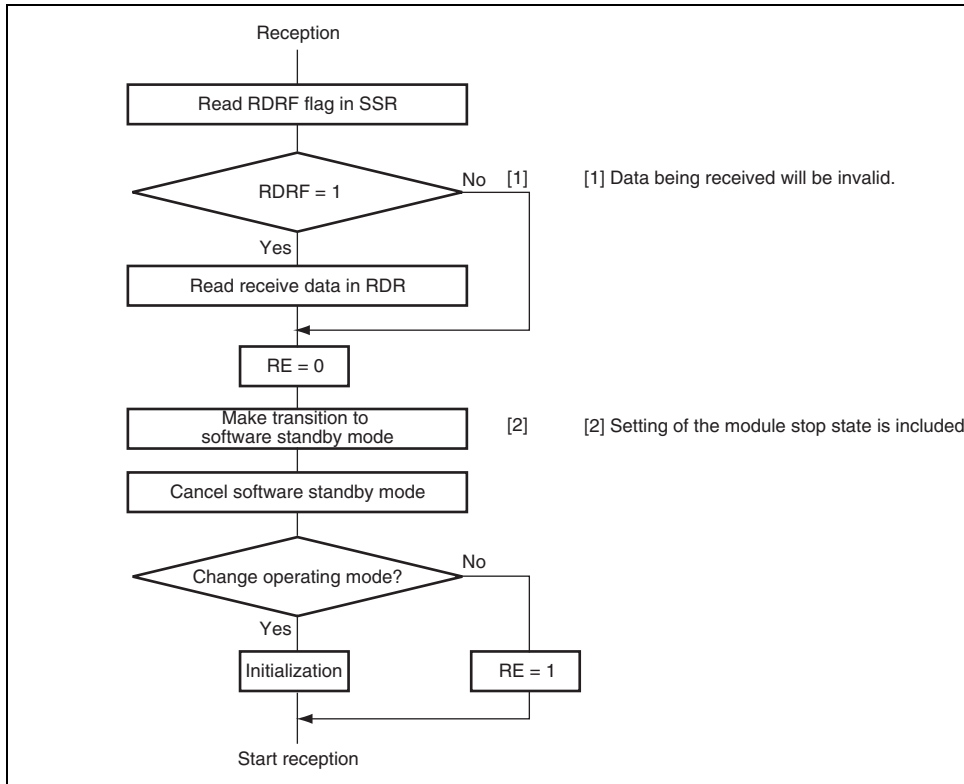 Reception
Read RDRF flag in SSR
RDRF = 1
No
[1]
[1] Data being received will be invalid.
Yes
Read receive data in RDR
RE = 0
Make transition to
software standby mode
[2]
[2] Setting of the module stop state is included
Cancel software standby mode
Change operating mode?
No
Yes
Initialization
RE = 1
Start reception